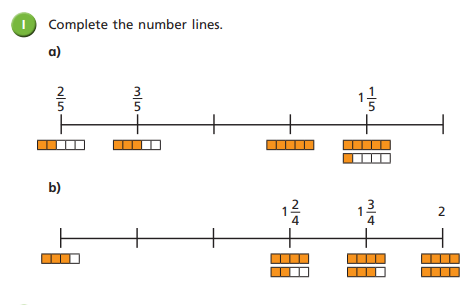 1 Complete the number lines.
a)
2/5 3/5 1 1/5
b)
1 2/4 1 3/4 2